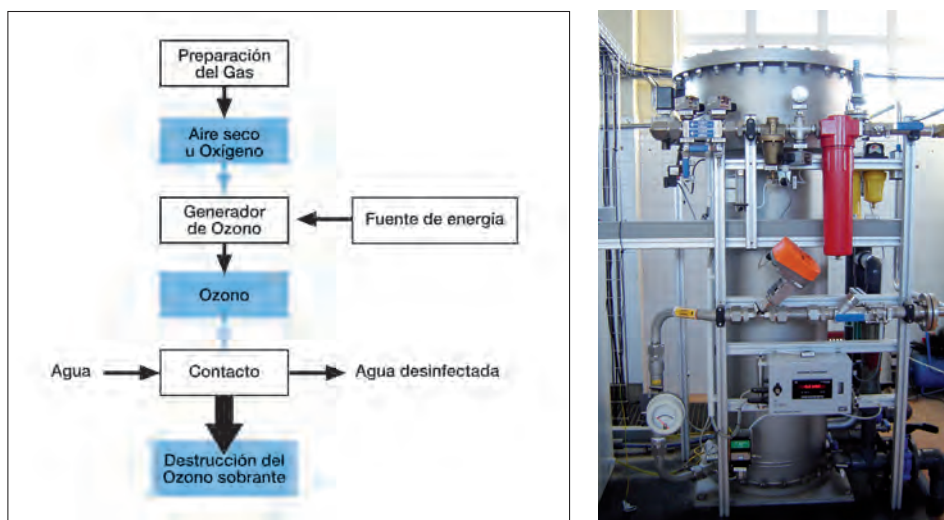 Preparación
del Gas
Aire seco
u Oxígeno
Generador
de Ozono
Fuente de energía
Ozono
Agua
Contacto
Agua desinfectada
Destrucción del
Ozono sobrante